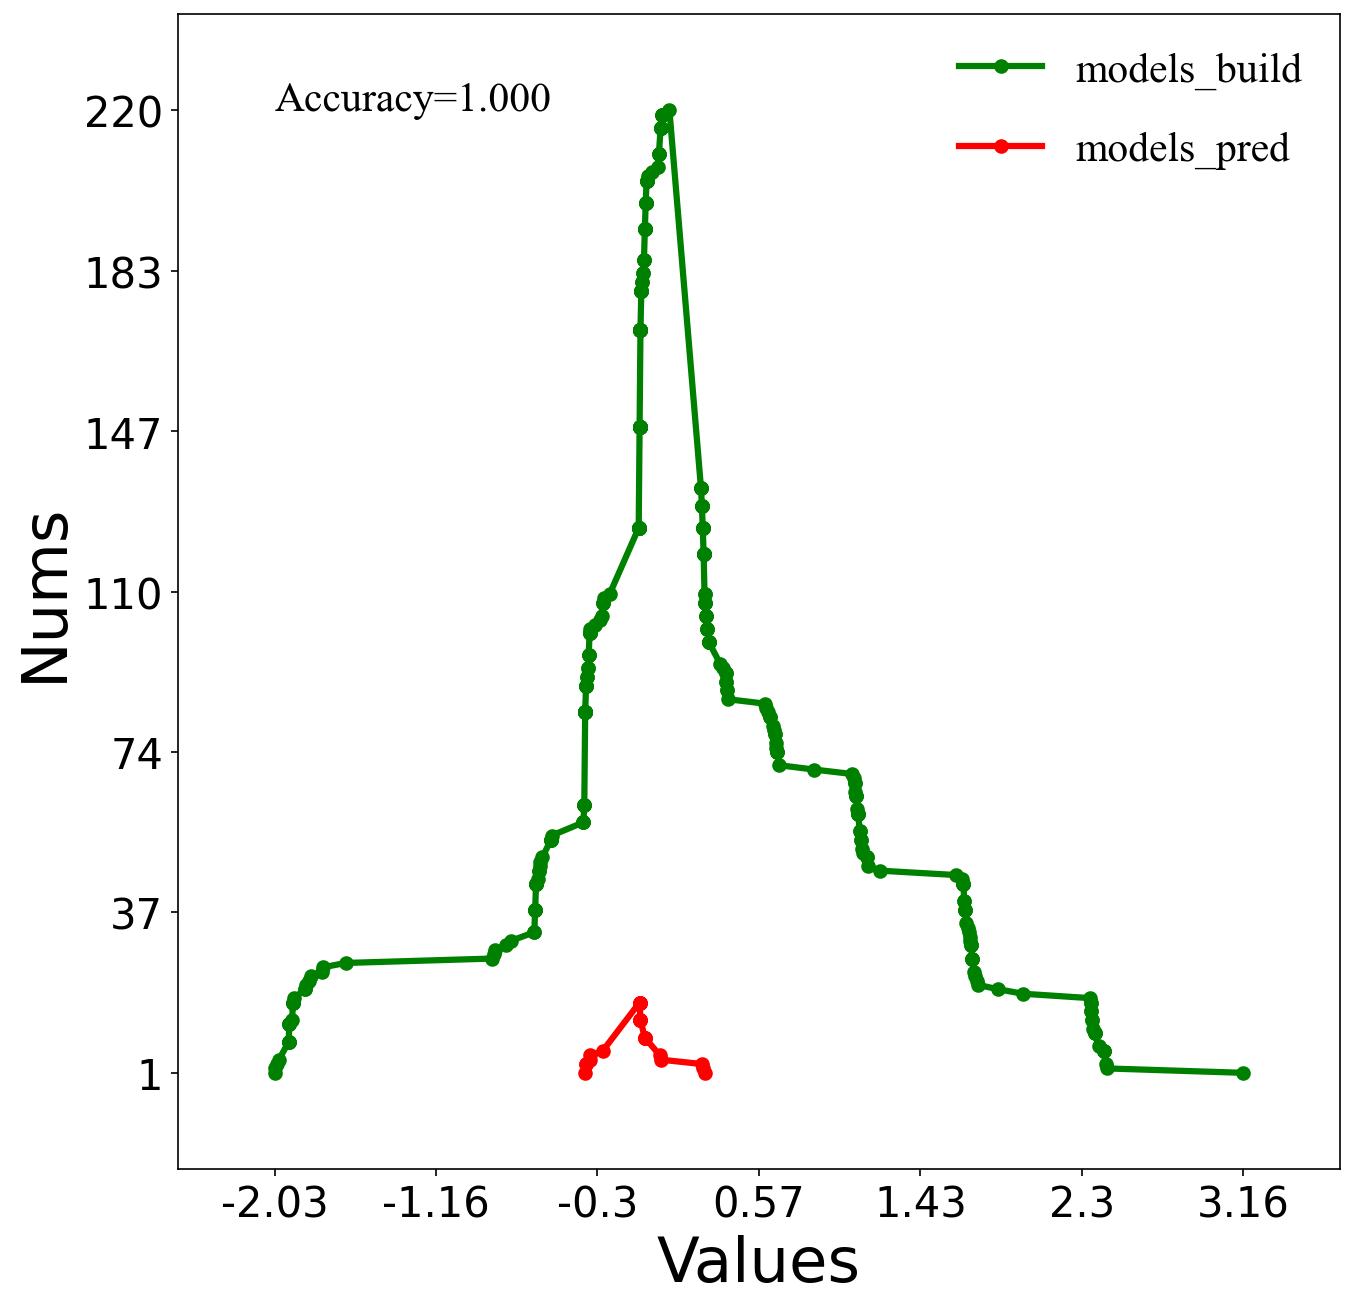 Accuracy=1.000
models_build
models_pred
220
183
147
110
74
37
1
Nums
-2.03 -1.16 -0.3 0.57 1.43 2.3 3.16
Values